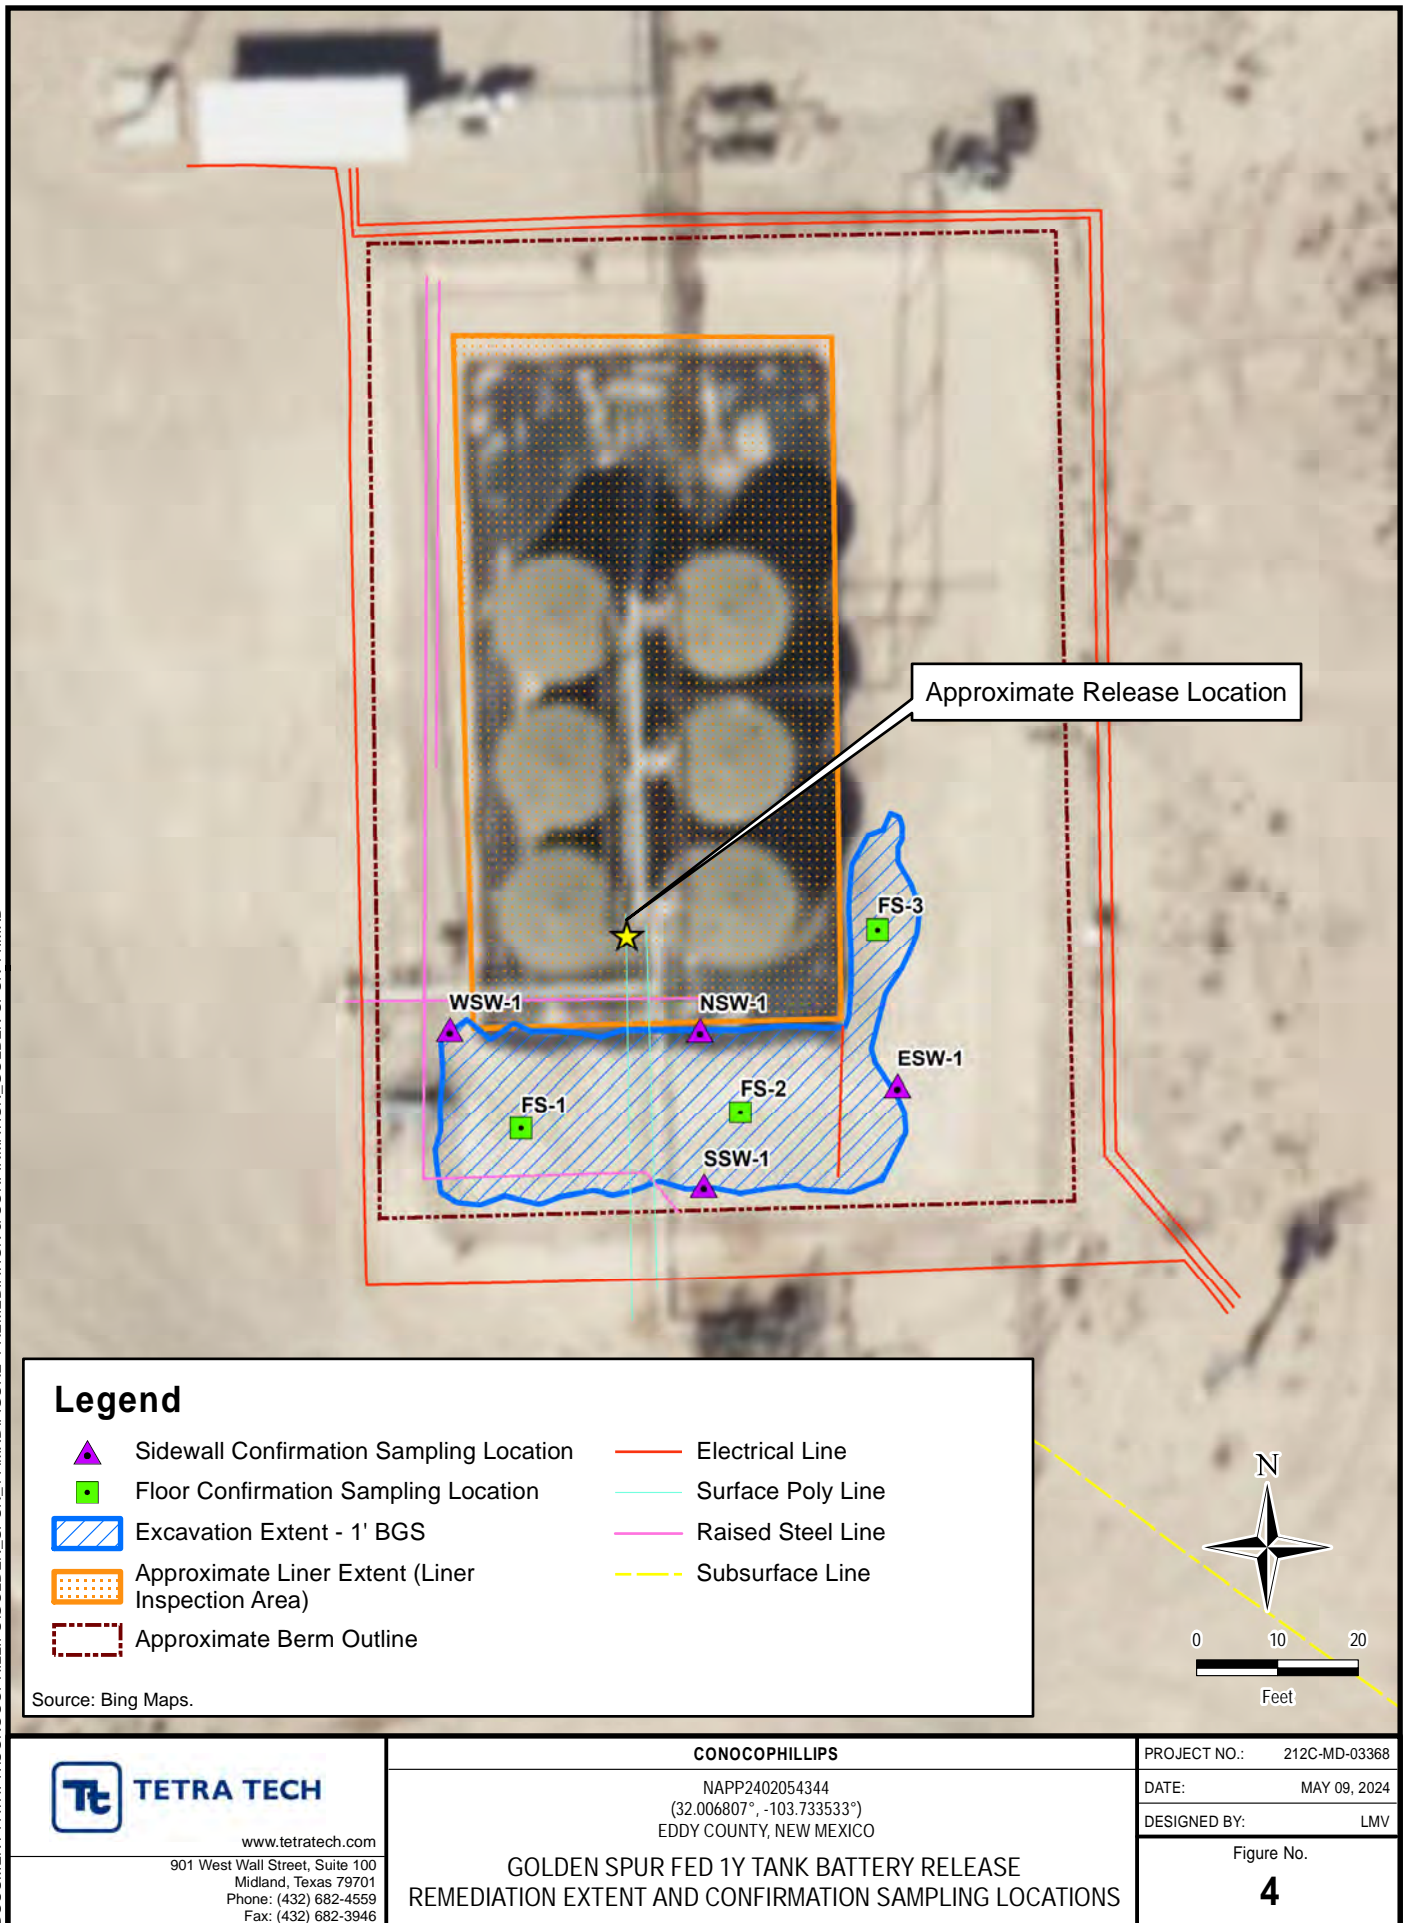 Approximate Release Location
FS-3
WSW-1
NSW-1
ESW-1
FS-2
FS-1
SSW-1
Legend
Sidewall Confirmation Sampling Location
Floor Confirmation Sampling Location
Excavation Extent - 1' BGS
Approximate Liner Extent (Liner
Inspection Area)
Approximate Berm Outline
Electrical Line
Surface Poly Line
Raised Steel Line
Subsurface Line
Source: Bing Maps.
N
0 10 20
Feet
Tt TETRA TECH
www.tetratech.com
901 West Wall Street, Suite 100
Midland, Texas 79701
Phone: (432) 682-4559
Fax: (432) 682-3946
CONOCOPHILLIPS
NAPP2402054344
(32.006807°, -103.733533°)
EDDY COUNTY, NEW MEXICO
GOLDEN SPUR FED 1Y TANK BATTERY RELEASE
REMEDIATION EXTENT AND CONFIRMATION SAMPLING LOCATIONS
PROJECT NO.: 212C-MD-03368
DATE: MAY 09, 2024
DESIGNED BY: LMV
Figure No.
4